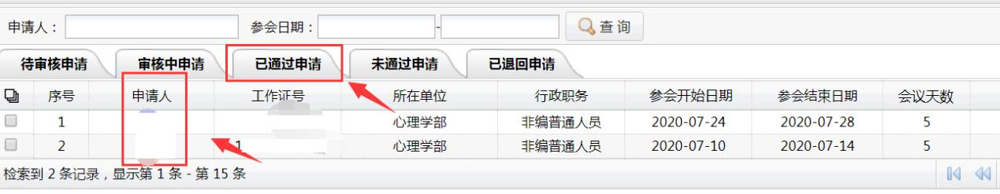 申请人： 参会日期： - 查询
待审核申请 审核中申请 已通过申请 未通过申请 已退回申请
序号 申请人 工作证号 所在单位 行政职务 参会开始日期 参会结束日期 会议天数
1 心理学部 非编普通人员 2020-07-24 2020-07-28 5
2 1 心理学部 非编普通人员 2020-07-10 2020-07-14 5
检索到 2 条记录，显示第 1 条 - 第 15 条